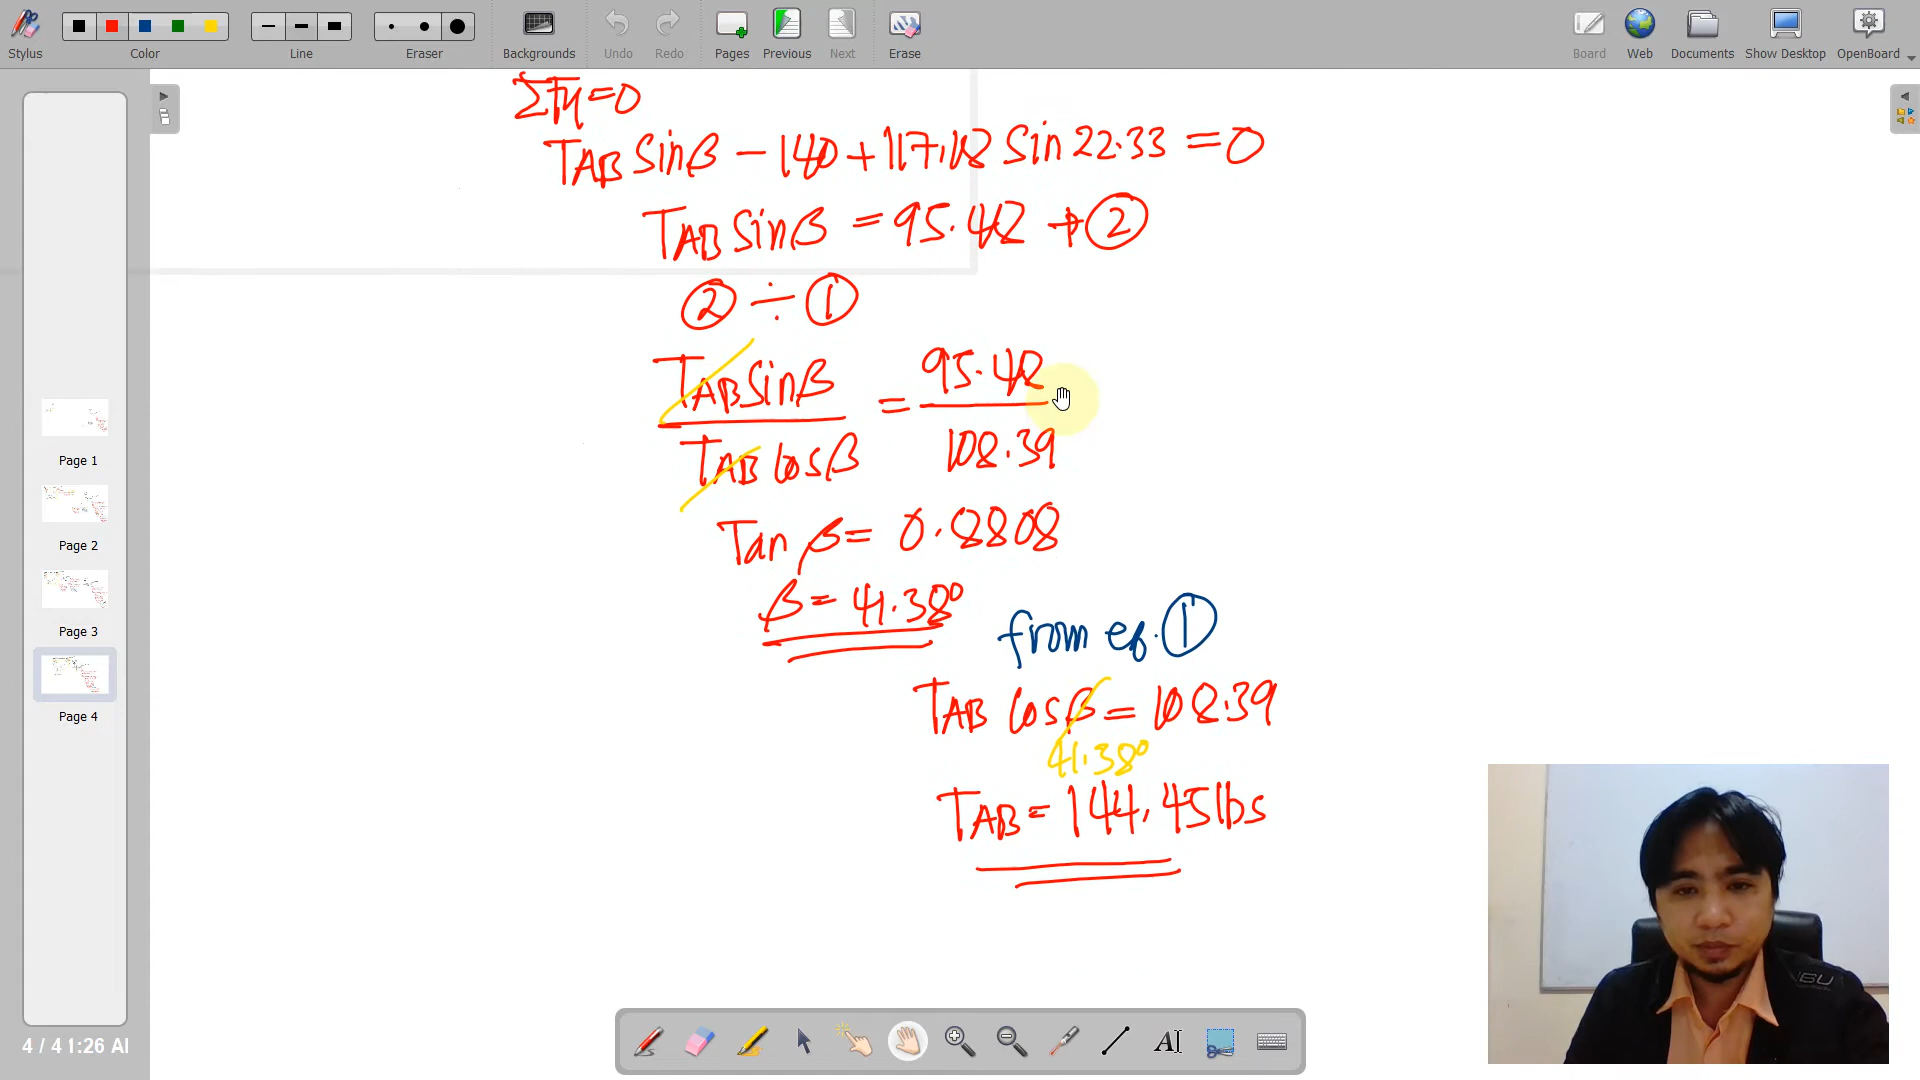 Stylus
Color
Line
Eraser
Backgrounds
Undo
Redo
Pages
Previous
Next
Erase
Board
Web
Documents
Show Desktop
OpenBoard
ΣFy=0
TAB Sinβ - 140 + 117.18 Sin 22.33 = 0
TAB Sinβ = 95.48 → ②
② ÷ ①
TAB Sinβ / TAB Cosβ = 95.48 / 108.39
Tan β = 0.8808
β = 41.38°
from eq. ①
TAB Cosβ = 108.39
41.38°
TAB = 144.45 lbs
Page 1
Page 2
Page 3
Page 4
4 / 4 1:26 AI